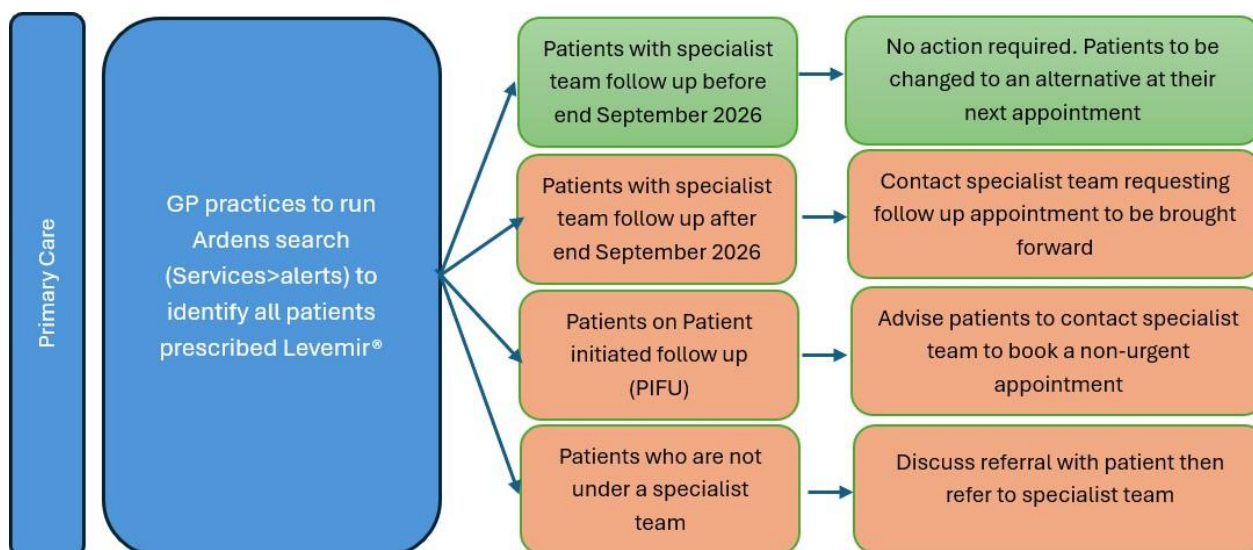 Primary Care
GP practices to run
Ardens search
(Services>alerts) to
identify all patients
prescribed Levemir®
Patients with specialist
team follow up before
end September 2026
No action required. Patients to be
changed to an alternative at their
next appointment
Patients with specialist
team follow up after
end September 2026
Contact specialist team requesting
follow up appointment to be brought
forward
Patients on Patient
initiated follow up
(PIFU)
Advise patients to contact specialist
team to book a non-urgent
appointment
Patients who are not
under a specialist
team
Discuss referral with patient then
refer to specialist team